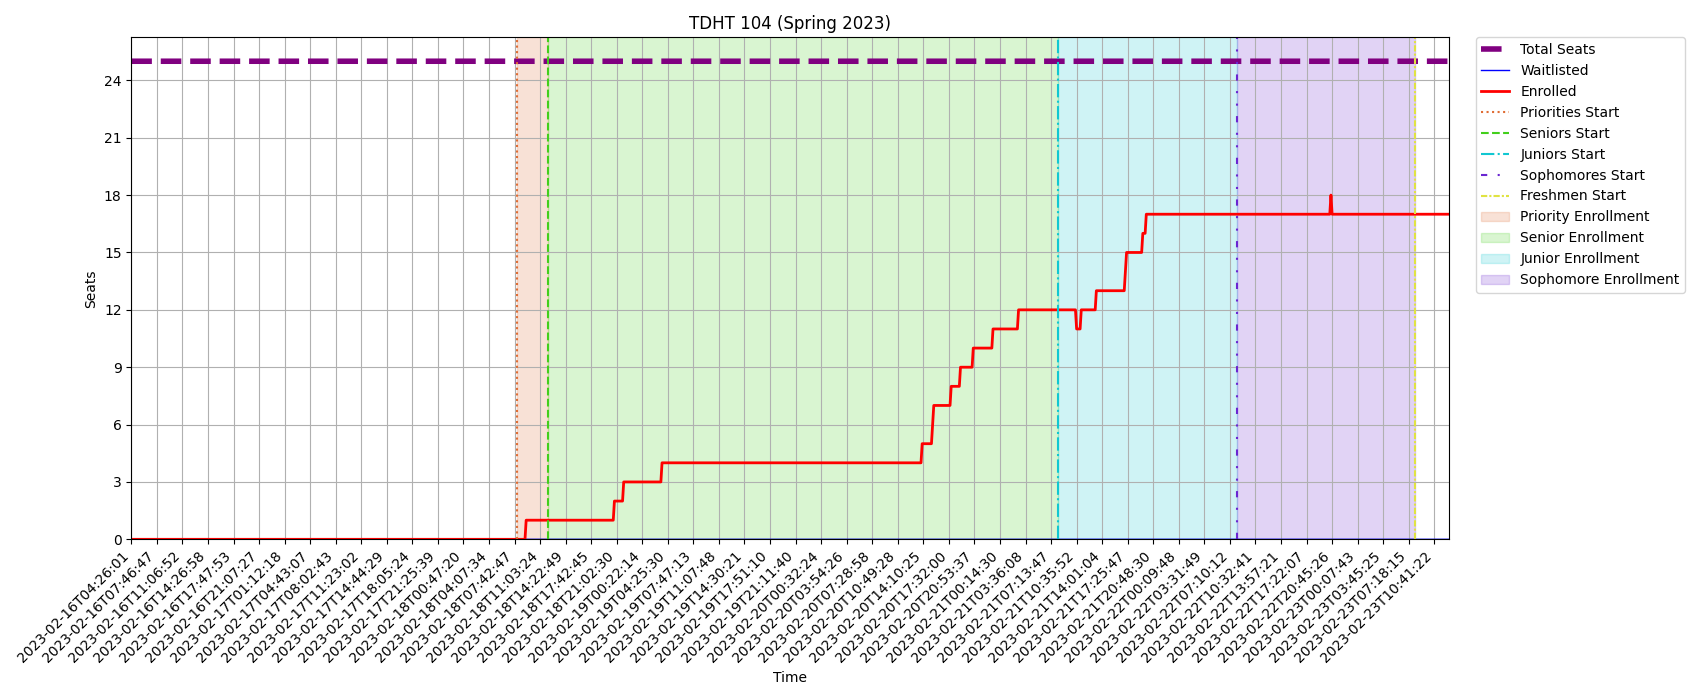 TDHT 104 (Spring 2023)
Total Seats
Waitlisted
Enrolled
Priorities Start
Seniors Start
Juniors Start
Sophomores Start
Freshmen Start
Priority Enrollment
Senior Enrollment
Junior Enrollment
Sophomore Enrollment
Seats
24
21
18
15
12
9
6
3
0
2023-02-16T04:26:01
2023-02-16T07:46:47
2023-02-16T11:06:52
2023-02-16T14:26:58
2023-02-16T17:47:53
2023-02-16T21:07:27
2023-02-17T01:12:18
2023-02-17T04:43:07
2023-02-17T08:02:43
2023-02-17T11:23:02
2023-02-17T14:44:29
2023-02-17T18:05:24
2023-02-17T21:25:39
2023-02-18T00:47:20
2023-02-18T04:07:34
2023-02-18T07:42:47
2023-02-18T11:03:24
2023-02-18T14:22:49
2023-02-18T17:42:45
2023-02-18T21:02:30
2023-02-19T00:22:14
2023-02-19T04:25:30
2023-02-19T07:47:13
2023-02-19T11:07:48
2023-02-19T14:30:21
2023-02-19T17:51:10
2023-02-19T21:11:40
2023-02-20T00:32:24
2023-02-20T03:54:26
2023-02-20T07:28:58
2023-02-20T10:49:28
2023-02-20T14:10:25
2023-02-20T17:32:00
2023-02-20T20:53:37
2023-02-21T00:14:30
2023-02-21T03:36:08
2023-02-21T07:13:47
2023-02-21T10:35:52
2023-02-21T14:01:04
2023-02-21T17:25:47
2023-02-21T20:48:30
2023-02-22T00:09:48
2023-02-22T03:31:49
2023-02-22T07:10:12
2023-02-22T10:32:41
2023-02-22T13:57:21
2023-02-22T17:22:07
2023-02-22T20:45:26
2023-02-23T00:07:43
2023-02-23T03:45:25
2023-02-23T07:18:15
2023-02-23T10:41:22
Time